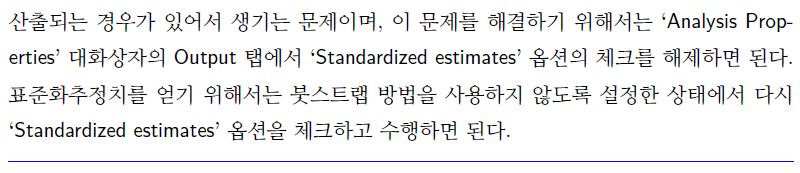 산출되는 경우가 있어서 생기는 문제이며, 이 문제를 해결하기 위해서는 ‘Analysis Prop-
erties’ 대화상자의 Output 탭에서 ‘Standardized estimates’ 옵션의 체크를 해제하면 된다.
표준화추정치를 얻기 위해서는 붓스트랩 방법을 사용하지 않도록 설정한 상태에서 다시
‘Standardized estimates’ 옵션을 체크하고 수행하면 된다.